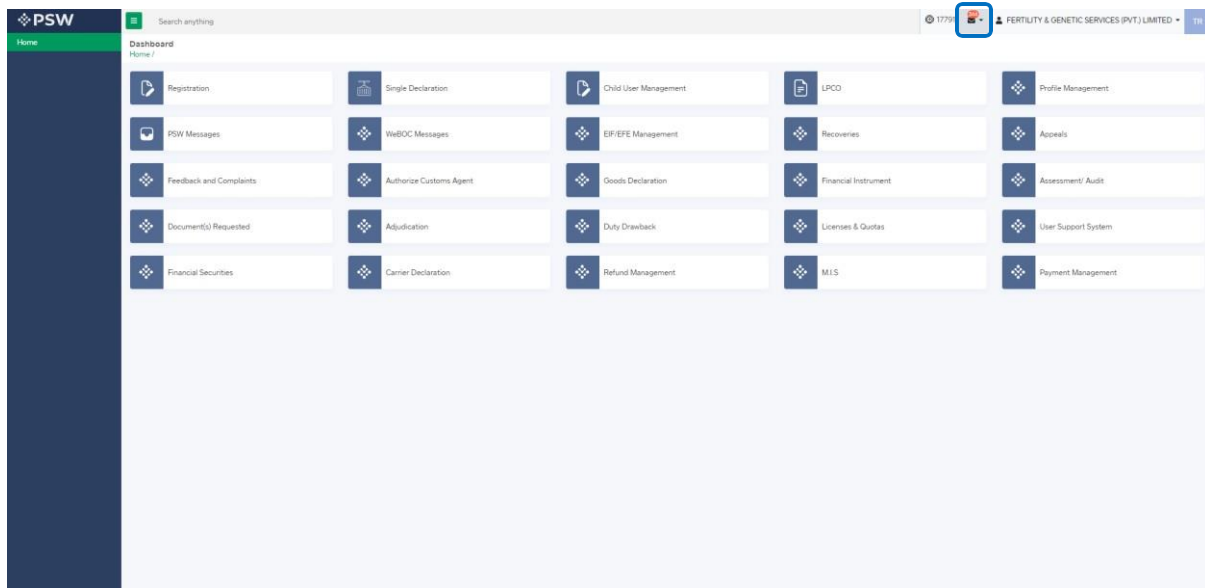 PSW
Search anything
17791
FERTILITY & GENETIC SERVICES (PVT.) LIMITED
TR
Home
Dashboard
Home /
Registration
Single Declaration
Child User Management
LPCO
Profile Management
PSW Messages
WeBOC Messages
EIF/EFE Management
Recoveries
Appeals
Feedback and Complaints
Authorize Customs Agent
Goods Declaration
Financial Instrument
Assessment/ Audit
Document(s) Requested
Adjudication
Duty Drawback
Licenses & Quotas
User Support System
Financial Securities
Carrier Declaration
Refund Management
M.I.S
Payment Management